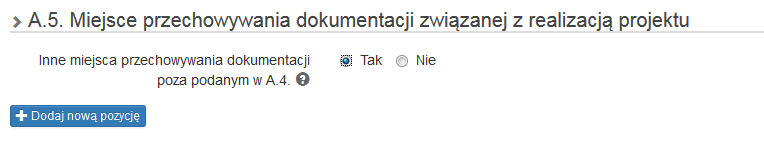 A.5. Miejsce przechowywania dokumentacji związanej z realizacją projektu
Inne miejsca przechowywania dokumentacji Tak Nie
poza podanym w A.4. ?
+ Dodaj nową pozycję